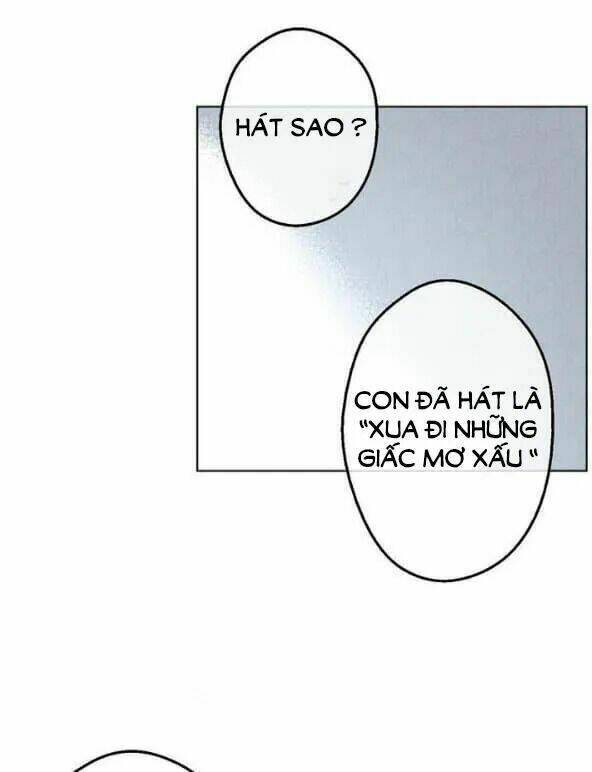 HÁT SAO ?
CON ĐÃ HÁT LÀ
"XUA ĐI NHỮNG
GIẤC MƠ XẤU "